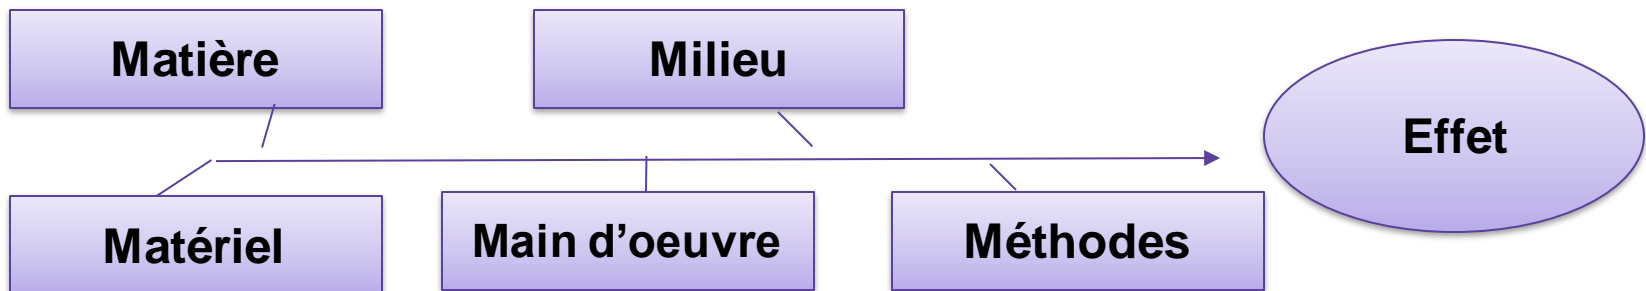 Matière
Milieu
Effet
Matériel
Main d'oeuvre
Méthodes